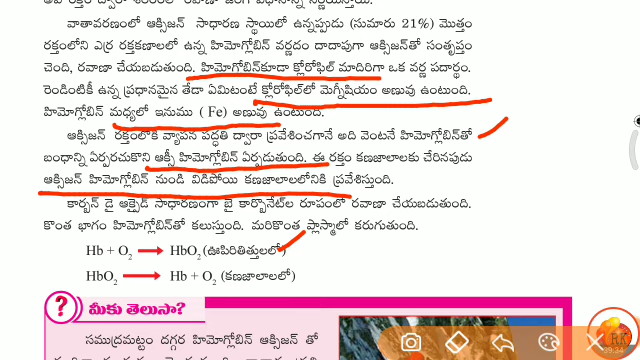 వాతావరణంలో ఆక్సిజన్ సాధారణ స్థాయిలో ఉన్నప్పుడు (సుమారు 21%) మొత్తం
రక్తంలోని ఎర్ర రక్తకణాలలో ఉన్న హిమోగ్లోబిన్ వర్ణదం దాదాపుగా ఆక్సిజన్‌తో సంతృప్తం
చెంది, రవాణా చేయబడుతుంది. హిమోగ్లోబిన్‌కూడా క్లోరోఫిల్ మాదిరిగా ఒక వర్ణ పదార్థం.
రెండింటికీ ఉన్న ప్రధానమైన తేడా ఏమిటంటే క్లోరోఫిల్‌లో మెగ్నీషియం అణువు ఉంటుంది.
హిమోగ్లోబిన్ మధ్యలో ఇనుము ( Fe) అణువు ఉంటుంది.
ఆక్సిజన్ రక్తంలోకి వ్యాపన పద్ధతి ద్వారా ప్రవేశించగానే అది వెంటనే హిమోగ్లోబిన్‌తో
బంధాన్ని ఏర్పరచుకొని ఆక్సీ హిమోగ్లోబిన్ ఏర్పడుతుంది. ఈ రక్తం కణజాలాలకు చేరినపుడు
ఆక్సిజన్ హిమోగ్లోబిన్ నుండి విడిపోయి కణజాలాలలోనికి ప్రవేశిస్తుంది.
కార్బన్ డై ఆక్సైడ్ సాధారణంగా బై కార్బొనేట్‌ల రూపంలో రవాణా చేయబడుతుంది.
కొంత భాగం హిమోగ్లోబిన్‌తో కలుస్తుంది. మరికొంత ప్లాస్మాలో కరుగుతుంది.
Hb + O₂ → HbO₂ (ఊపిరితిత్తులలో)
HbO₂ → Hb + O₂ (కణజాలాలలో)
? మీకు తెలుసా?
సముద్రమట్టం దగ్గర హిమోగ్లోబిన్ ఆక్సిజన్ తో
09:34